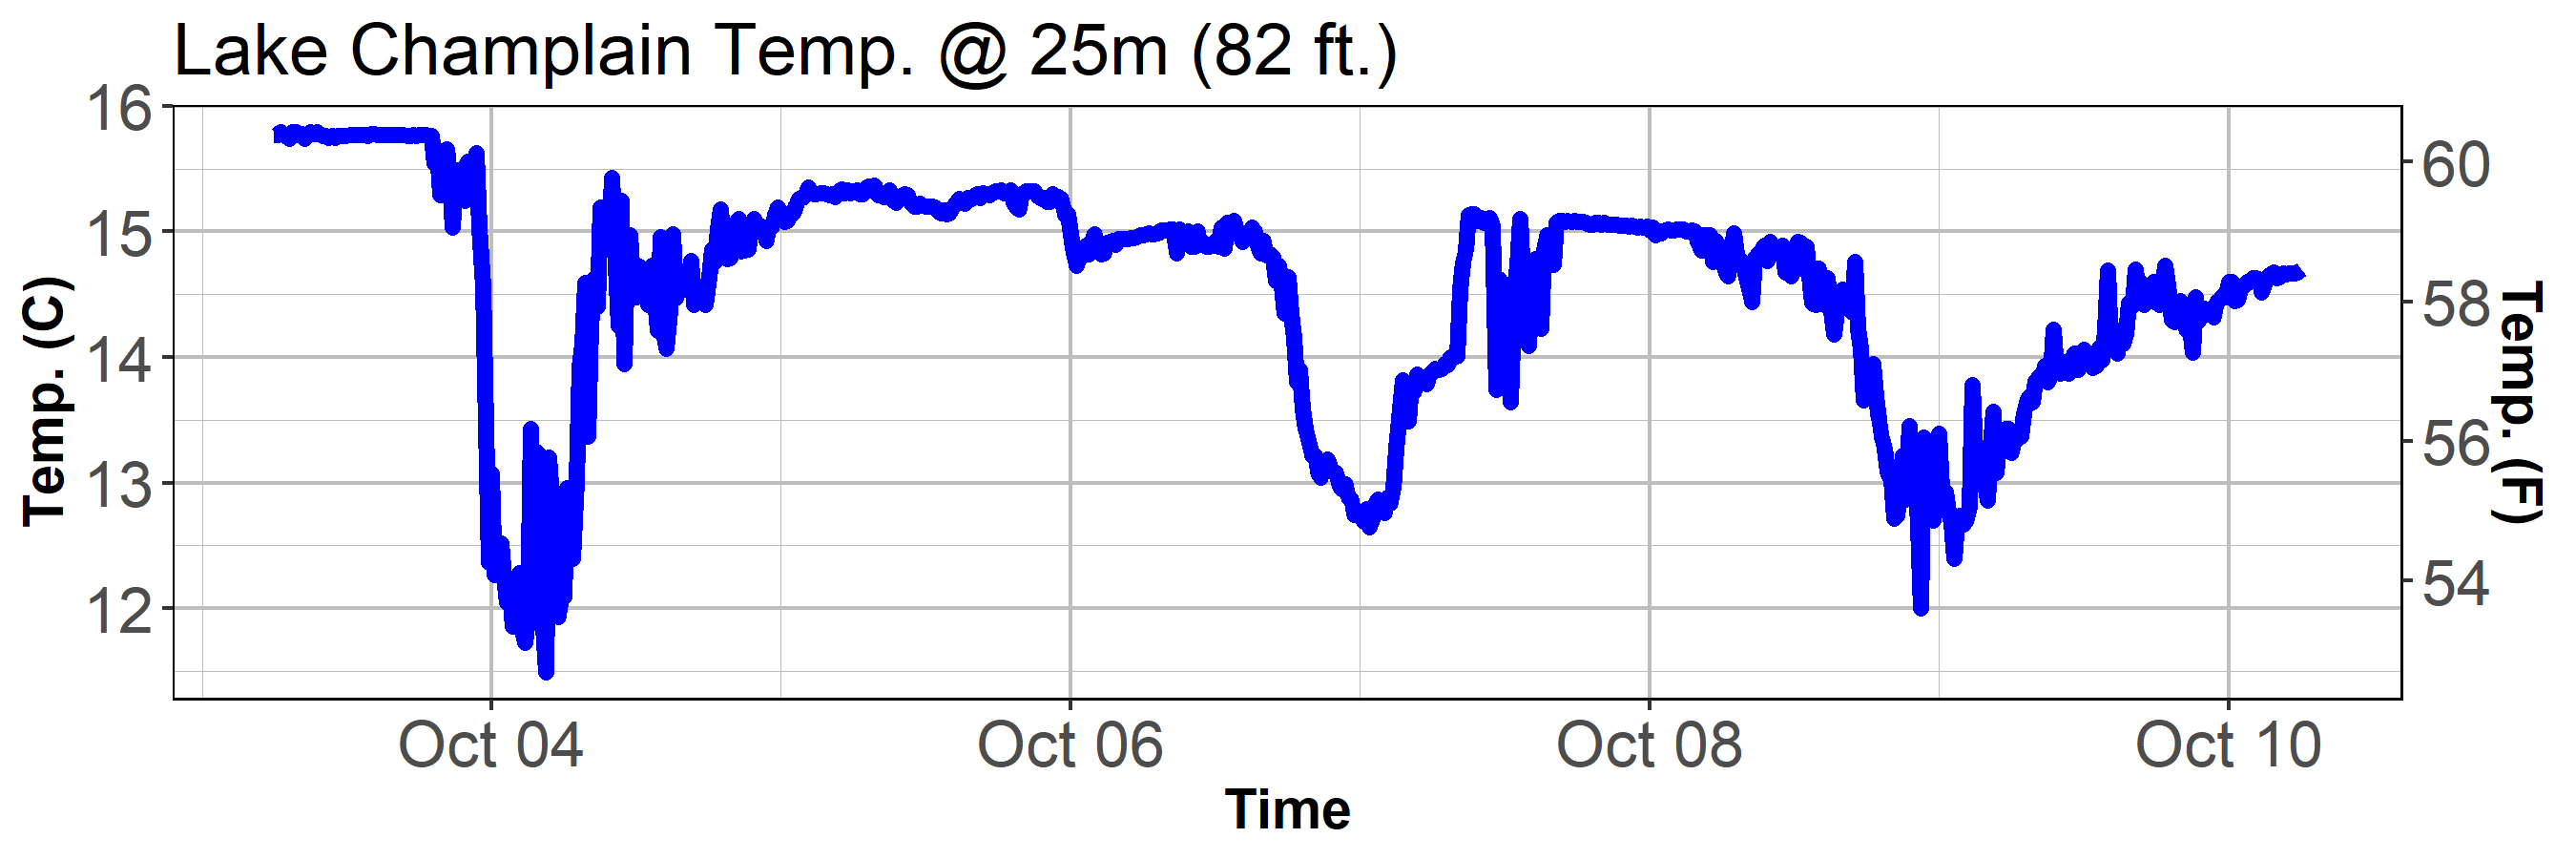 Lake Champlain Temp. @ 25m (82 ft.)
16
15
14
13
12
Temp. (C)
60
58
56
54
Temp. (F)
Oct 04 Oct 06 Oct 08 Oct 10
Time